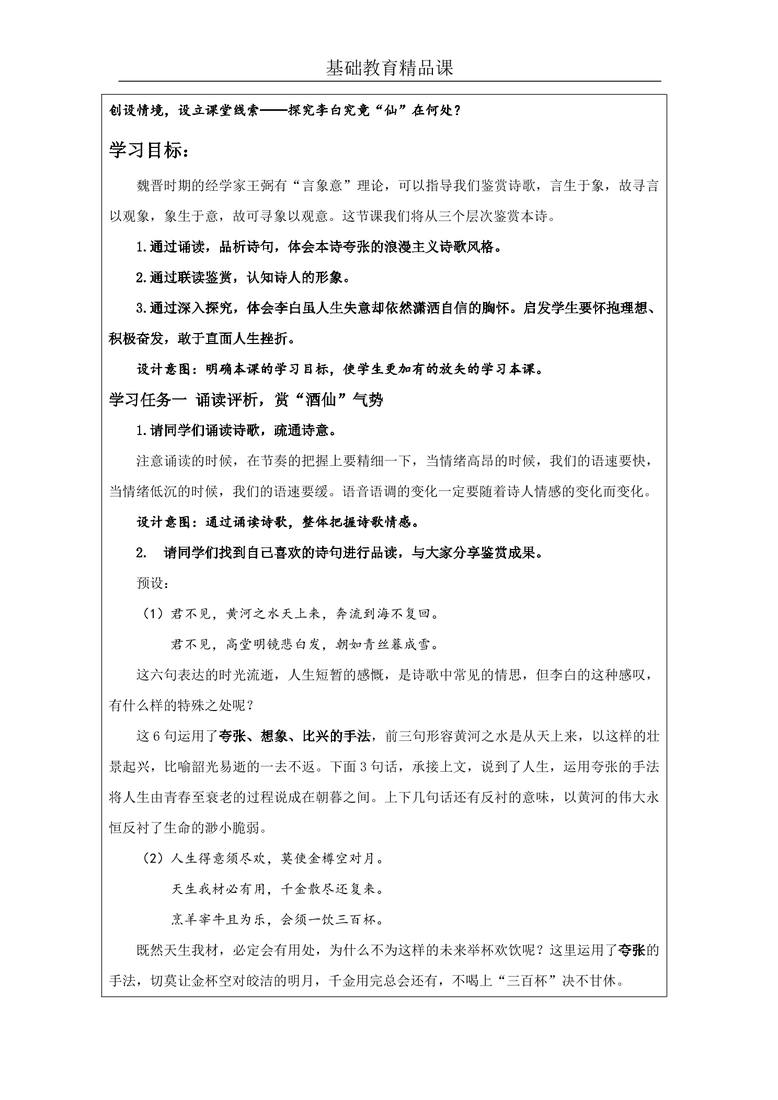 基础教育精品课
创设情境，设立课堂线索——探究李白究竟“仙”在何处？
学习目标：
魏晋时期的经学家王弼有“言象意”理论，可以指导我们鉴赏诗歌，言生于象，故寻言
以观象，象生于意，故可寻象以观意。这节课我们将从三个层次鉴赏本诗。
1.通过诵读，品析诗句，体会本诗夸张的浪漫主义诗歌风格。
2.通过联读鉴赏，认知诗人的形象。
3.通过深入探究，体会李白虽人生失意却依然潇洒自信的胸怀。启发学生要怀抱理想、
积极奋发，敢于直面人生挫折。
设计意图：明确本课的学习目标，使学生更加有的放矢的学习本课。
学习任务一 诵读评析，赏“酒仙”气势
1.请同学们诵读诗歌，疏通诗意。
注意诵读的时候，在节奏的把握上要精细一下，当情绪高昂的时候，我们的语速要快，
当情绪低沉的时候，我们的语速要缓。语音语调的变化一定要随着诗人情感的变化而变化。
设计意图：通过诵读诗歌，整体把握诗歌情感。
2. 请同学们找到自己喜欢的诗句进行品读，与大家分享鉴赏成果。
预设：
（1）君不见，黄河之水天上来，奔流到海不复回。
君不见，高堂明镜悲白发，朝如青丝暮成雪。
这六句表达的时光流逝，人生短暂的感慨，是诗歌中常见的情思，但李白的这种感叹，
有什么样的特殊之处呢？
这 6 句运用了夸张、想象、比兴的手法，前三句形容黄河之水是从天上来，以这样的壮
景起兴，比喻韶光易逝的一去不返。下面 3 句话，承接上文，说到了人生，运用夸张的手法
将人生由青春至衰老的过程说成在朝暮之间。上下几句话还有反衬的意味，以黄河的伟大永
恒反衬了生命的渺小脆弱。
（2）人生得意须尽欢，莫使金樽空对月。
天生我材必有用，千金散尽还复来。
烹羊宰牛且为乐，会须一饮三百杯。
既然天生我材，必定会有用处，为什么不为这样的未来举杯欢饮呢？这里运用了夸张的
手法，切莫让金杯空对皎洁的明月，千金用完总会还有，不喝上“三百杯”决不甘休。